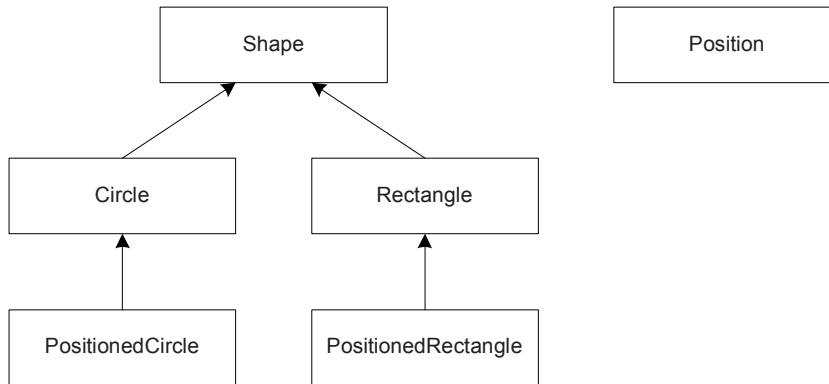 Shape
Position
Circle
Rectangle
PositionedCircle
PositionedRectangle